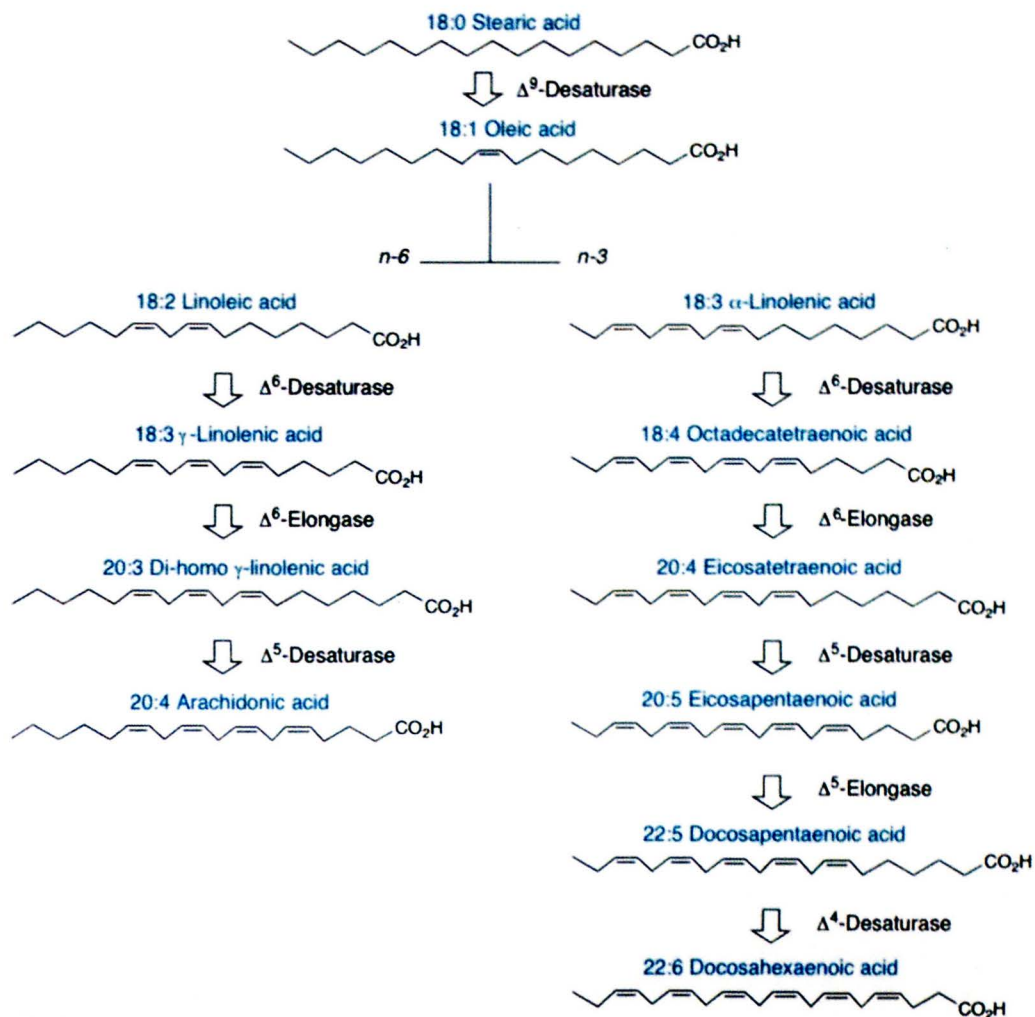 18:0 Stearic acid
CO₂H
Δ⁹-Desaturase
18:1 Oleic acid
CO₂H
n-6
n-3
18:2 Linoleic acid
CO₂H
Δ⁶-Desaturase
18:3 γ-Linolenic acid
CO₂H
Δ⁶-Elongase
20:3 Di-homo γ-linolenic acid
CO₂H
Δ⁵-Desaturase
20:4 Arachidonic acid
CO₂H
18:3 α-Linolenic acid
CO₂H
Δ⁶-Desaturase
18:4 Octadecatetraenoic acid
CO₂H
Δ⁶-Elongase
20:4 Eicosatetraenoic acid
CO₂H
Δ⁵-Desaturase
20:5 Eicosapentaenoic acid
CO₂H
Δ⁵-Elongase
22:5 Docosapentaenoic acid
CO₂H
Δ⁴-Desaturase
22:6 Docosahexaenoic acid
CO₂H